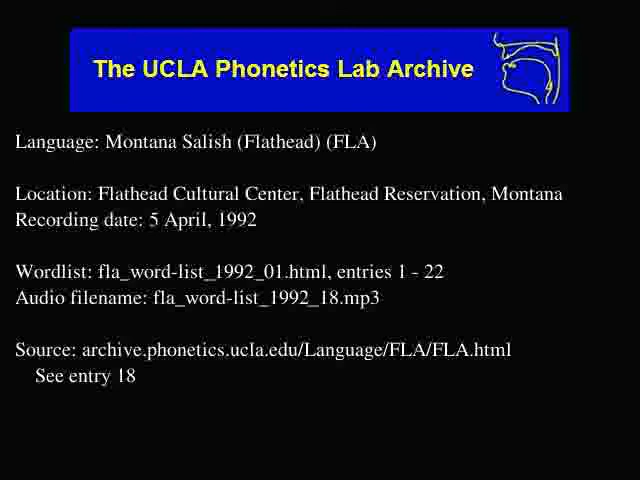 The UCLA Phonetics Lab Archive
Language: Montana Salish (Flathead) (FLA)
Location: Flathead Cultural Center, Flathead Reservation, Montana
Recording date: 5 April, 1992
Wordlist: fla_word-list_1992_01.html, entries 1 - 22
Audio filename: fla_word-list_1992_18.mp3
Source: archive.phonetics.ucla.edu/Language/FLA/FLA.html
See entry 18